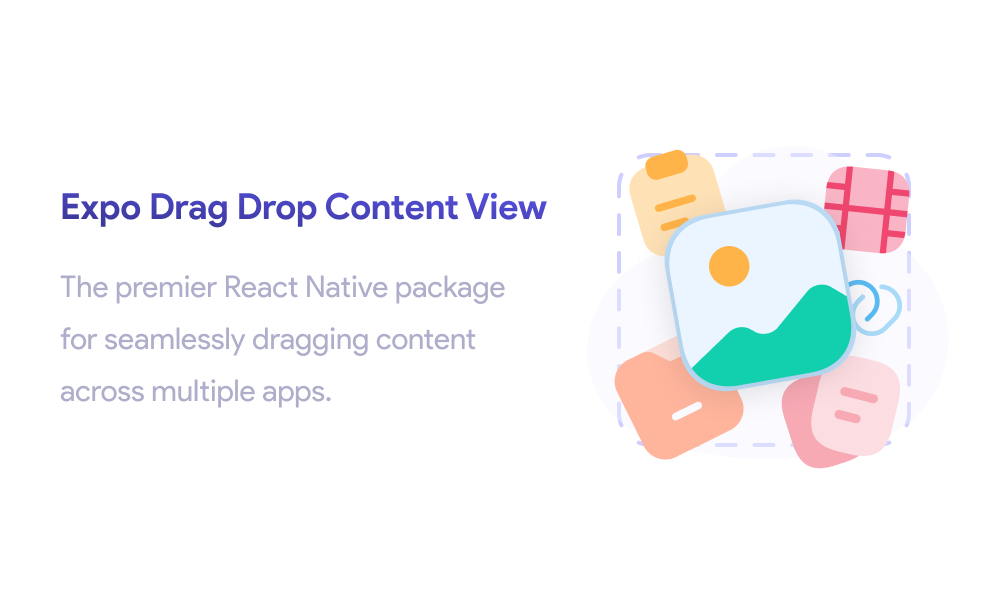 Expo Drag Drop Content View
The premier React Native package
for seamlessly dragging content
across multiple apps.